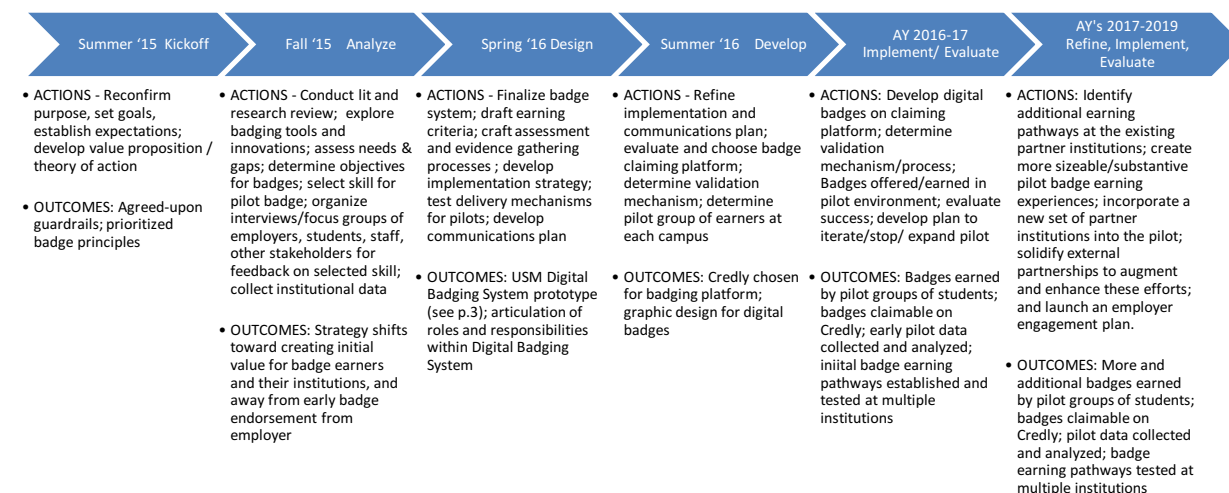 Summer ‘15 Kickoff
Fall ‘15 Analyze
Spring ‘16 Design
Summer ‘16 Develop
AY 2016-17
Implement/ Evaluate
AY's 2017-2019
Refine, Implement,
Evaluate
• ACTIONS - Reconfirm
purpose, set goals,
establish expectations;
develop value proposition /
theory of action
• OUTCOMES: Agreed-upon
guardrails; prioritized
badge principles
• ACTIONS - Conduct lit and
research review; explore
badging tools and
innovations; assess needs &
gaps; determine objectives
for badges; select skill for
pilot badge; organize
interviews/focus groups of
employers, students, staff,
other stakeholders for
feedback on selected skill;
collect institutional data
• OUTCOMES: Strategy shifts
toward creating initial
value for badge earners
and their institutions, and
away from early badge
endorsement from
employer
• ACTIONS - Finalize badge
system; draft earning
criteria; craft assessment
and evidence gathering
processes ; develop
implementation strategy;
test delivery mechanisms
for pilots; develop
communications plan
• OUTCOMES: USM Digital
Badging System prototype
(see p.3); articulation of
roles and responsibilities
within Digital Badging
System
• ACTIONS - Refine
implementation and
communications plan;
evaluate and choose badge
claiming platform;
determine validation
mechanism; determine
pilot group of earners at
each campus
• OUTCOMES: Credly chosen
for badging platform;
graphic design for digital
badges
• ACTIONS: Develop digital
badges on claiming
platform; determine
validation
mechanism/process;
Badges offered/earned in
pilot environment; evaluate
success; develop plan to
iterate/stop/ expand pilot
• OUTCOMES: Badges earned
by pilot groups of students;
badges claimable on
Credly; early pilot data
collected and analyzed;
iniital badge earning
pathways established and
tested at multiple
institutions
• ACTIONS: Identify
additional earning
pathways at the existing
partner institutions; create
more sizeable/substantive
pilot badge earning
experiences; incorporate a
new set of partner
institutions into the pilot;
solidify external
partnerships to augment
and enhance these efforts;
and launch an employer
engagement plan.
• OUTCOMES: More and
additional badges earned
by pilot groups of students;
badges claimable on
Credly; pilot data collected
and analyzed; badge
earning pathways tested at
multiple institutions